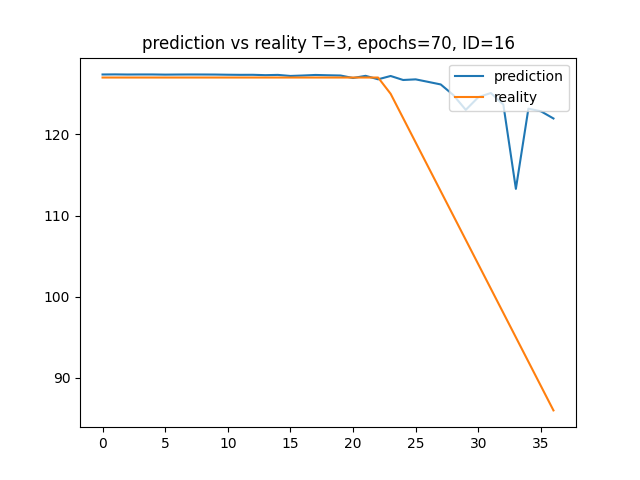 prediction vs reality T=3, epochs=70, ID=16
prediction
reality
120
110
100
90
0 5 10 15 20 25 30 35